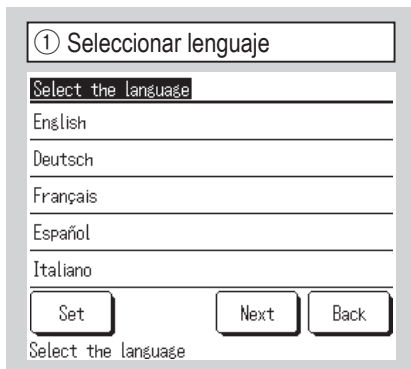 ① Seleccionar lenguaje
Select the language
English
Deutsch
Français
Español
Italiano
Set Next Back
Select the language